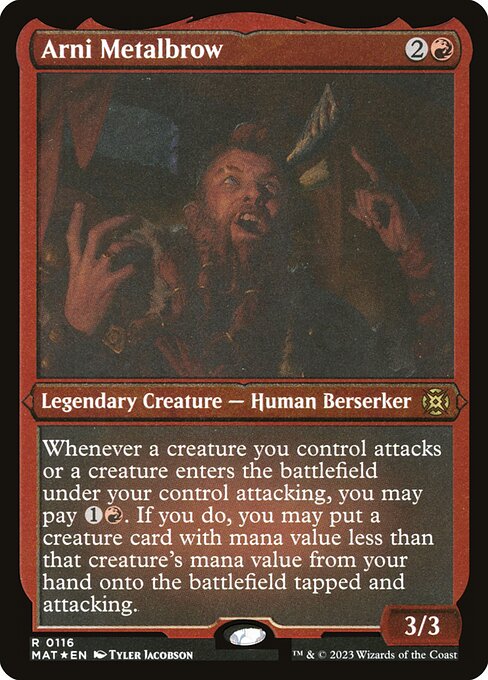 Arni Metalbrow 2
Legendary Creature — Human Berserker
Whenever a creature you control attacks
or a creature enters the battlefield
under your control attacking, you may
pay 1. If you do, you may put a
creature card with mana value less than
that creature's mana value from your
hand onto the battlefield tapped and
attacking.
3/3
R 0116
MAT★EN Tyler Jacobson
™ & © 2023 Wizards of the Coast